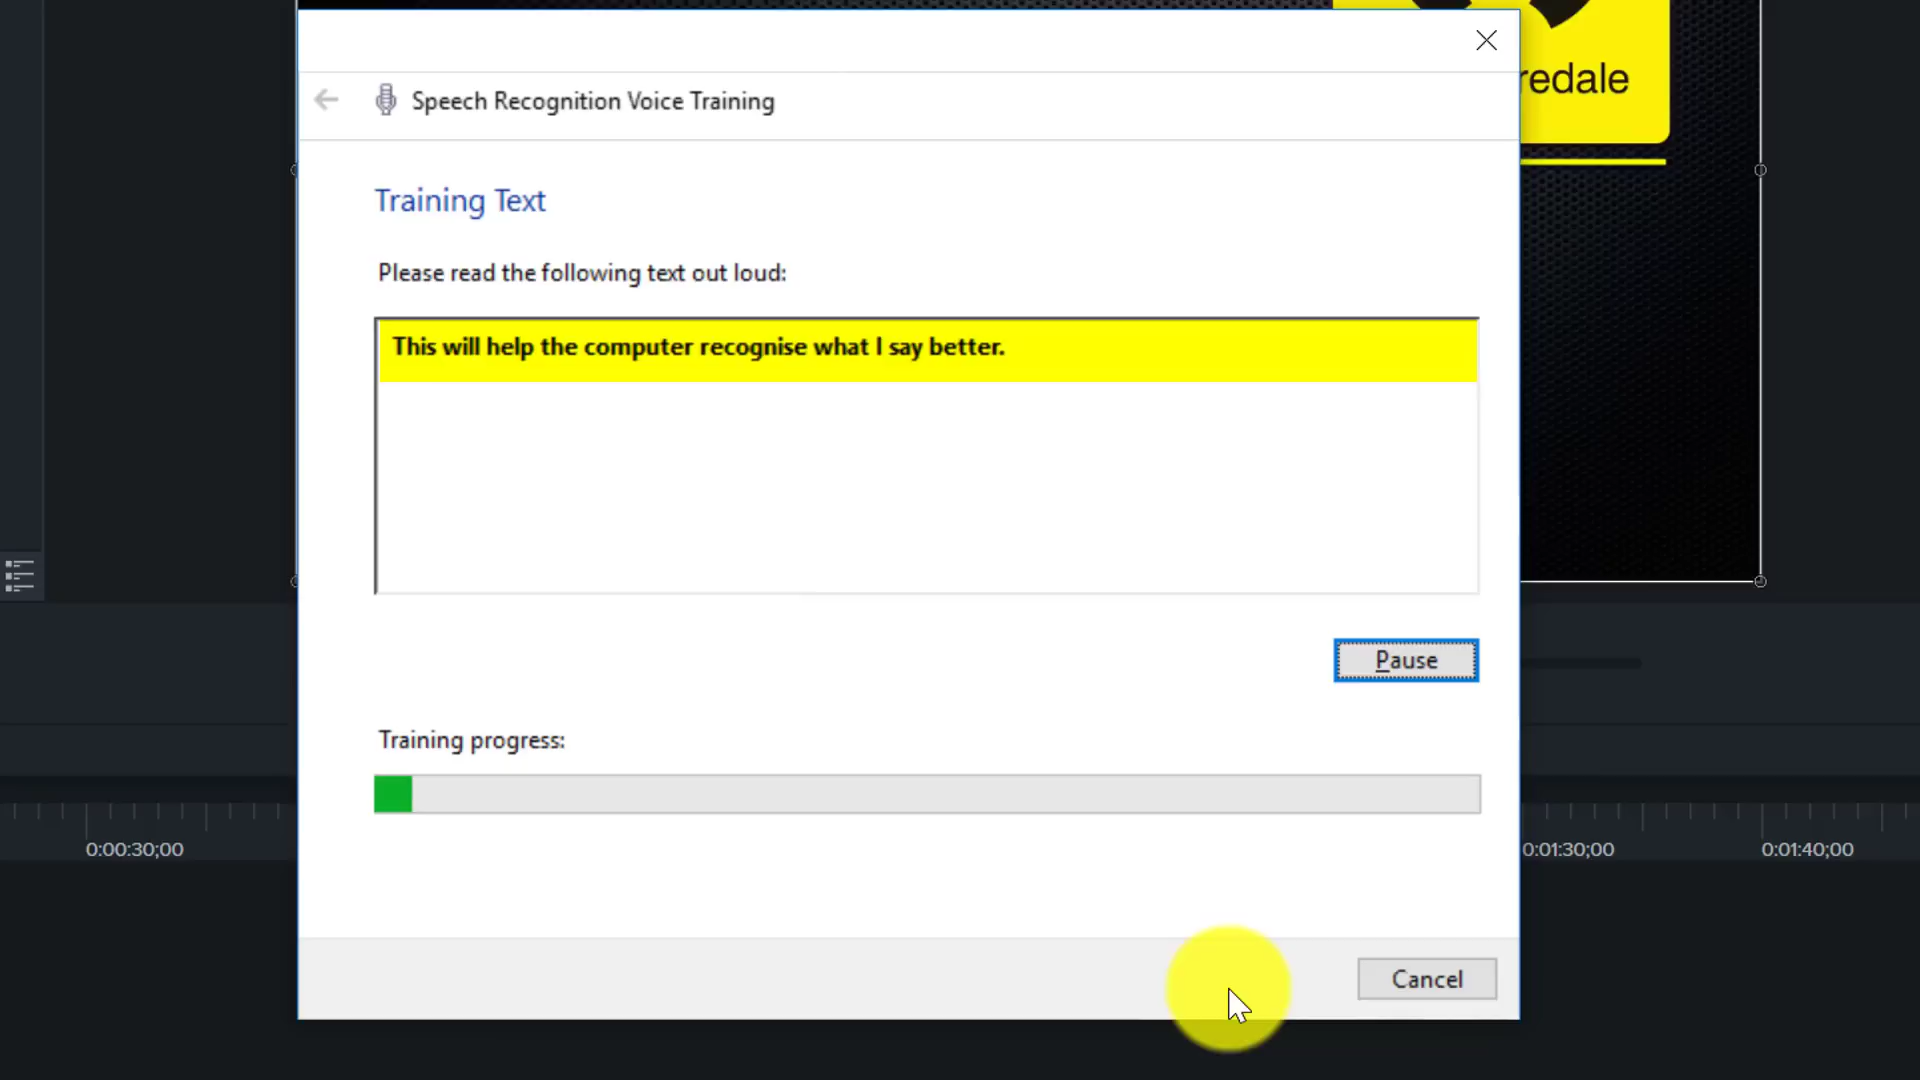 redale
Speech Recognition Voice Training
Training Text
Please read the following text out loud:
This will help the computer recognise what I say better.
Pause
Training progress:
0:00:30;00
0:01:30;00
0:01:40;00
Cancel